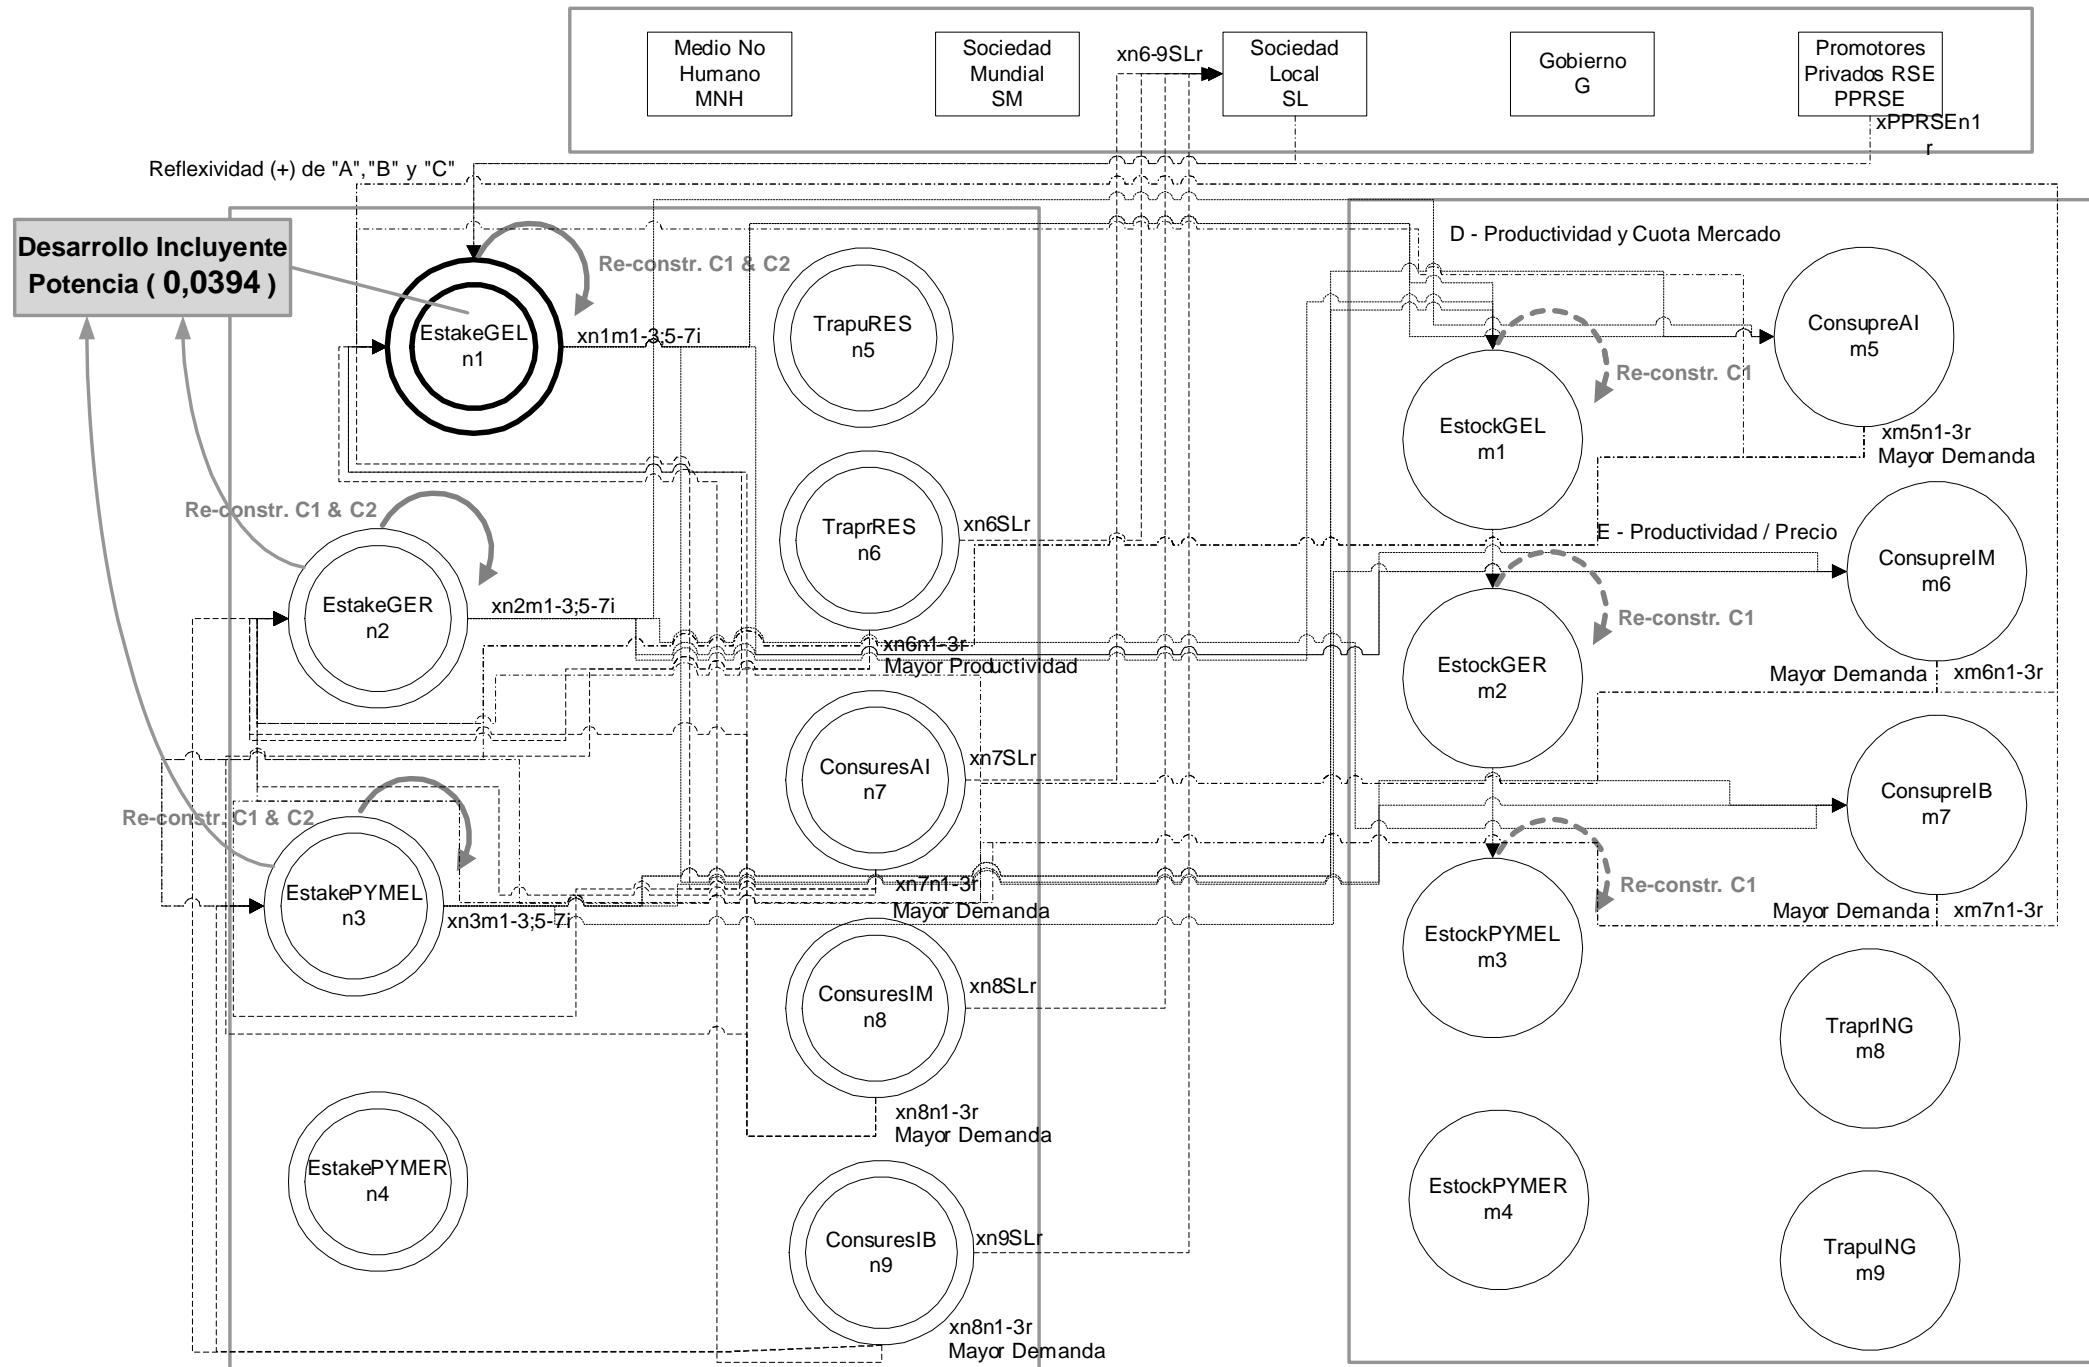 Medio No
Humano
MNH
Sociedad
Mundial
SM
xn6-9SLr
Sociedad
Local
SL
Gobierno
G
Promotores
Privados RSE
PPRSE
xPPRSEn1
r
Reflexividad (+) de "A","B" y "C"
Desarrollo Incluyente
Potencia ( 0,0394 )
Re-constr. C1 & C2
EstakeGEL
n1
xn1m1-3;5-7i
TrapuRES
n5
D - Productividad y Cuota Mercado
ConsupreAI
m5
Re-constr. C1
EstockGEL
m1
xm5n1-3r
Mayor Demanda
Re-constr. C1 & C2
TraprRES
n6
xn6SLr
E - Productividad / Precio
ConsupreIM
m6
EstakeGER
n2
xn2m1-3;5-7i
xn6n1-3r
Mayor Productividad
Re-constr. C1
EstockGER
m2
Mayor Demanda
xm6n1-3r
ConsuresAI
n7
xn7SLr
ConsupreIB
m7
Re-constr. C1 & C2
EstakePYMEL
n3
xn3m1-3;5-7i
xn7n1-3r
Mayor Demanda
Re-constr. C1
EstockPYMEL
m3
Mayor Demanda
xm7n1-3r
ConsuresIM
n8
xn8SLr
TraprING
m8
xn8n1-3r
Mayor Demanda
EstakePYMER
n4
EstockPYMER
m4
ConsuresIB
n9
xn9SLr
TrapuING
m9
xn8n1-3r
Mayor Demanda